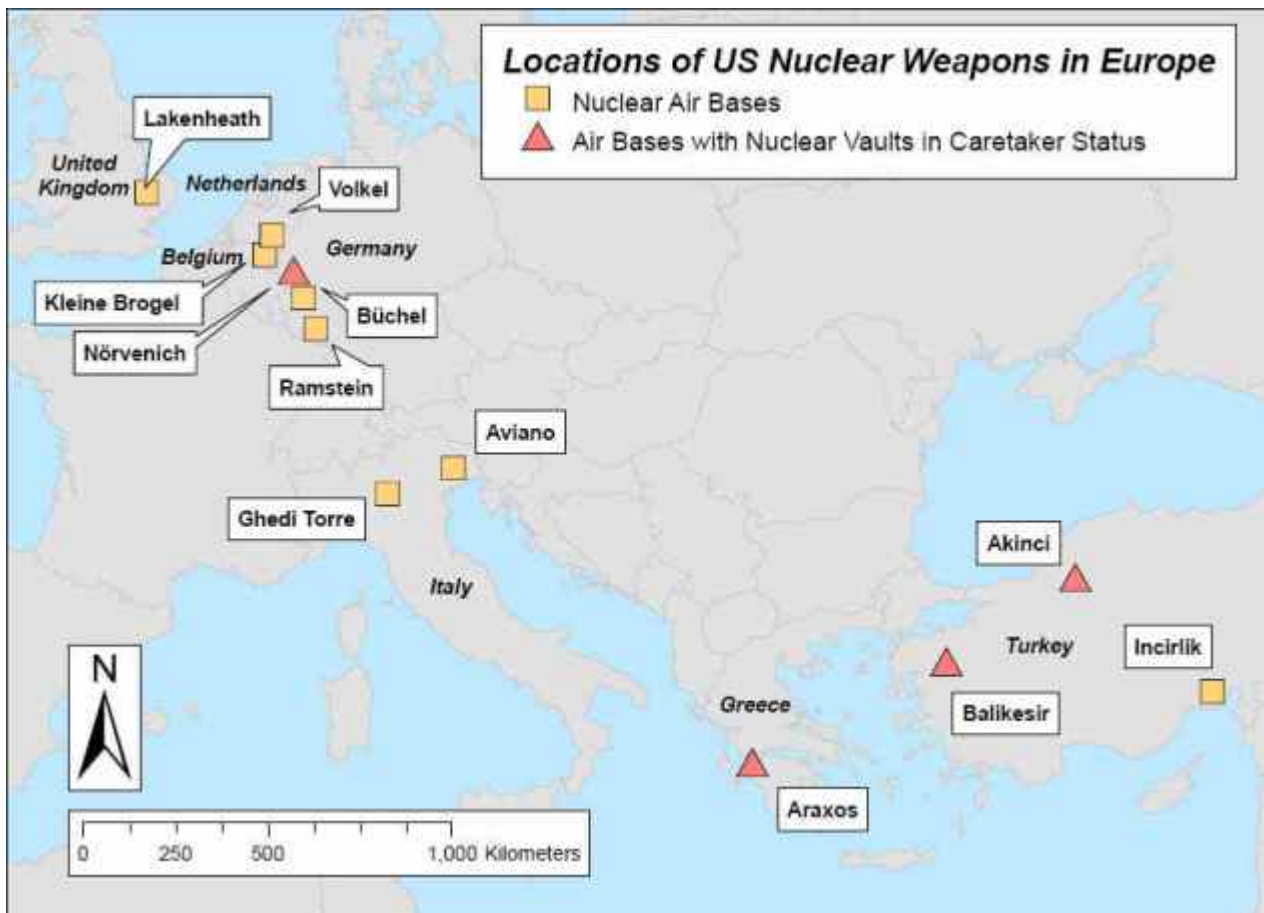 Locations of US Nuclear Weapons in Europe
Nuclear Air Bases
Air Bases with Nuclear Vaults in Caretaker Status
Lakenheath
United
Kingdom
Netherlands
Volkel
Belgium
Germany
Kleine Brogel
Büchel
Nörvenich
Ramstein
Aviano
Ghedi Torre
Italy
Akinci
Turkey
Incirlik
Balikesir
Greece
Araxos
N
0 250 500 1,000 Kilometers